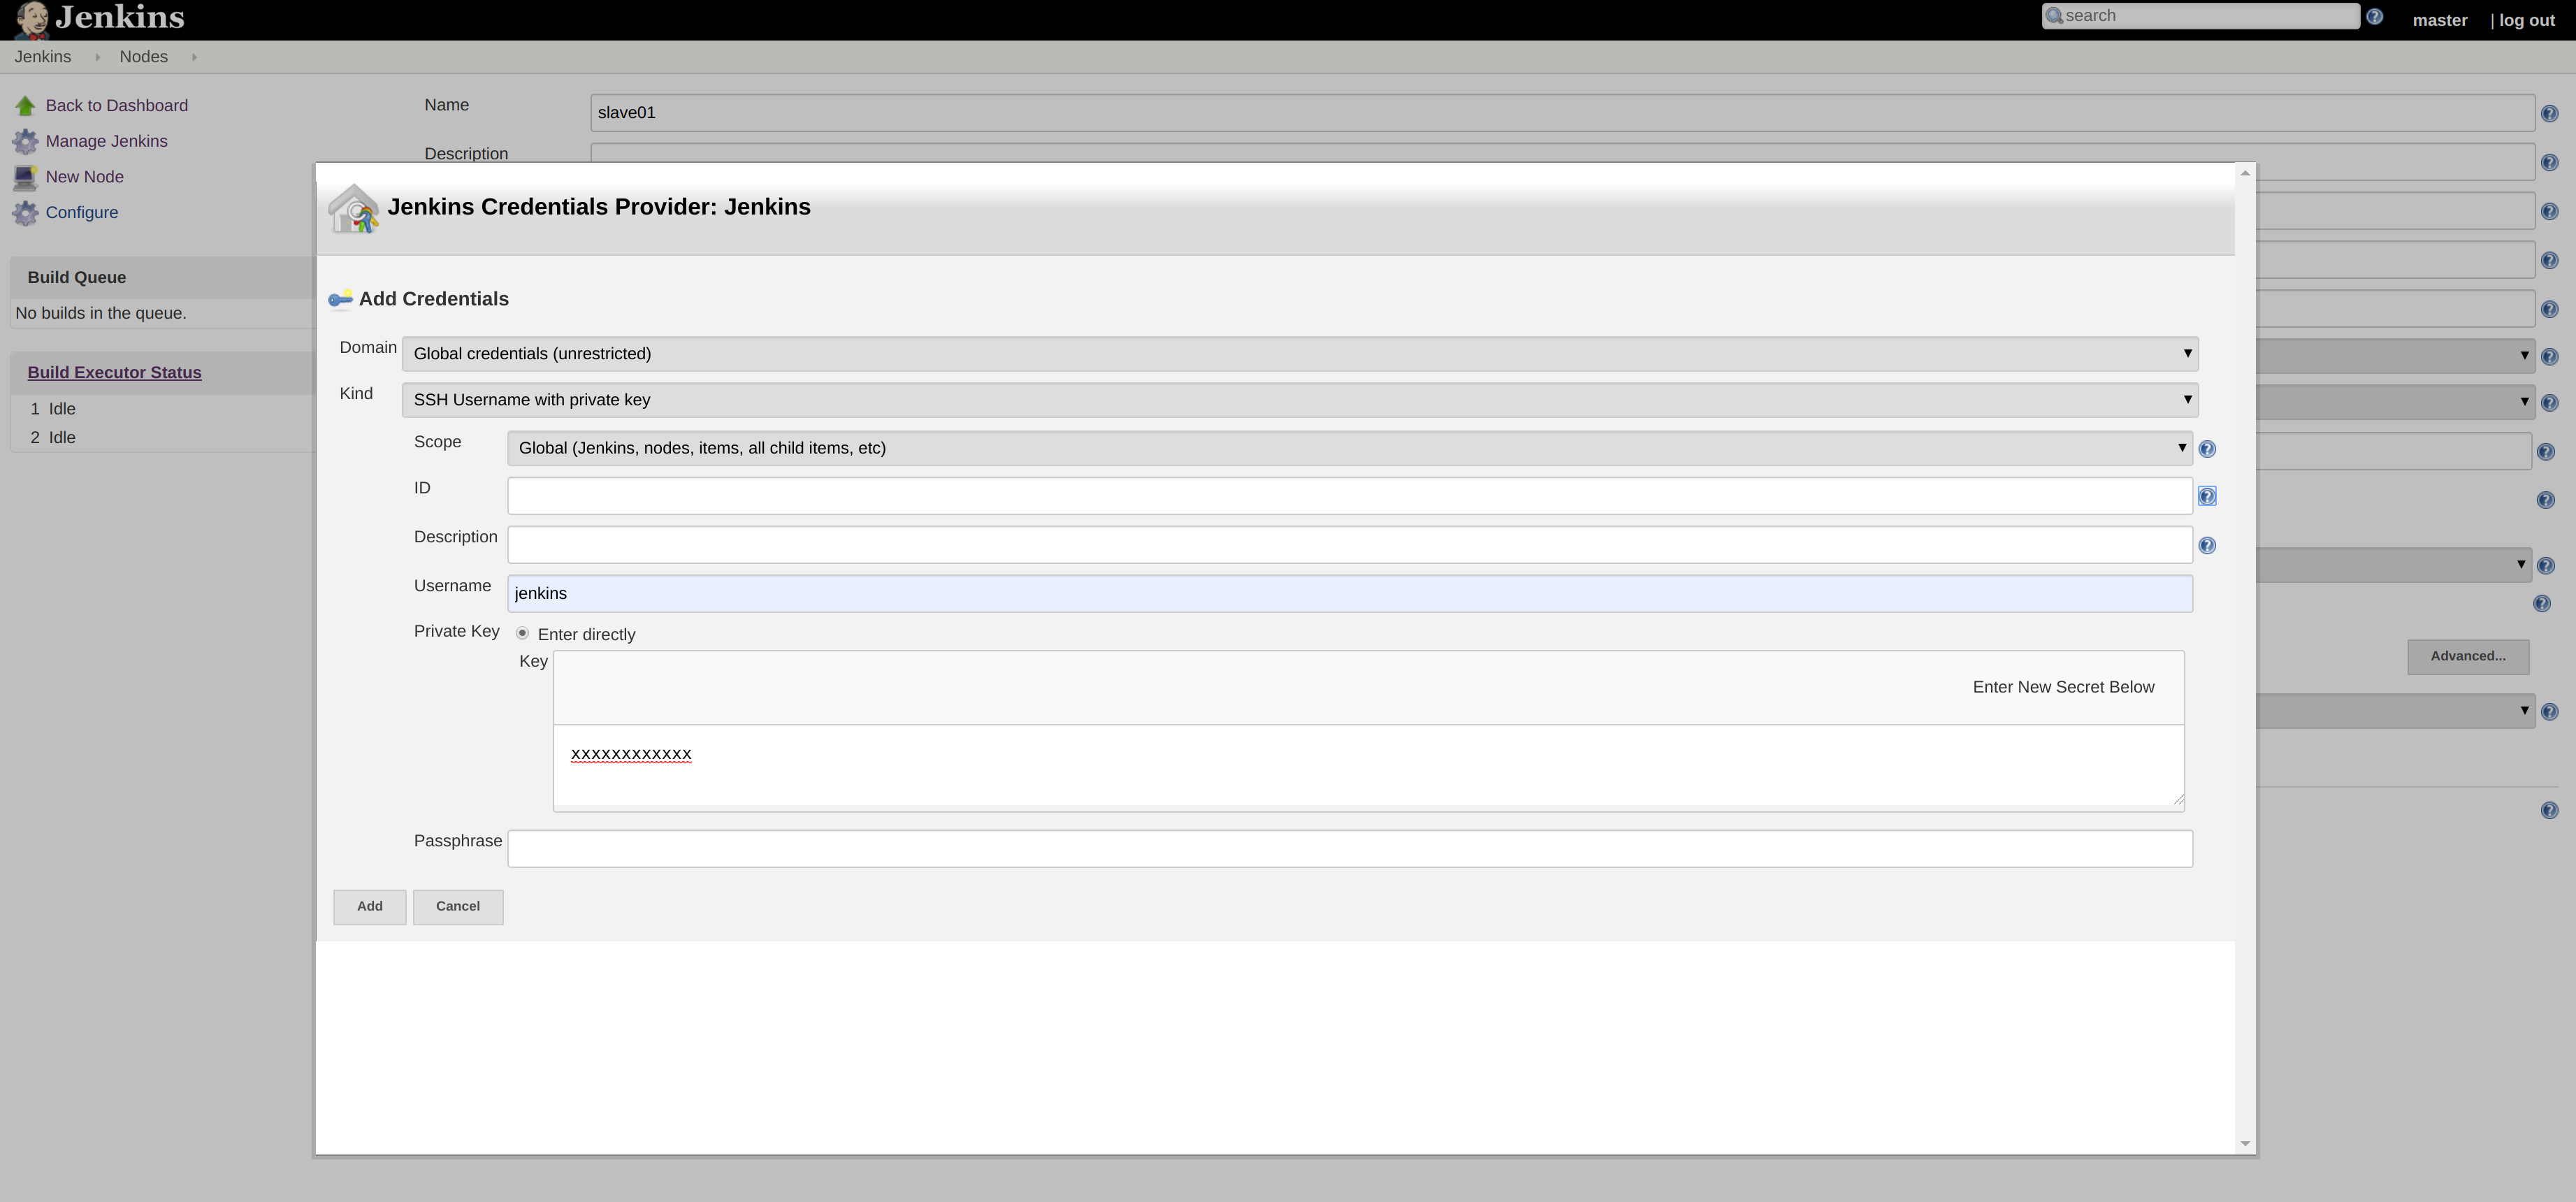 Jenkins
search
master | log out
Jenkins Nodes
Back to Dashboard
Manage Jenkins
New Node
Configure
Build Queue
No builds in the queue.
Build Executor Status
1 Idle
2 Idle
Name slave01
Description
Jenkins Credentials Provider: Jenkins
Add Credentials
Domain Global credentials (unrestricted)
Kind SSH Username with private key
Scope Global (Jenkins, nodes, items, all child items, etc)
ID
Description
Username jenkins
Private Key Enter directly
Key
Enter New Secret Below
xxxxxxxxxxxx
Passphrase
Add Cancel
Advanced...